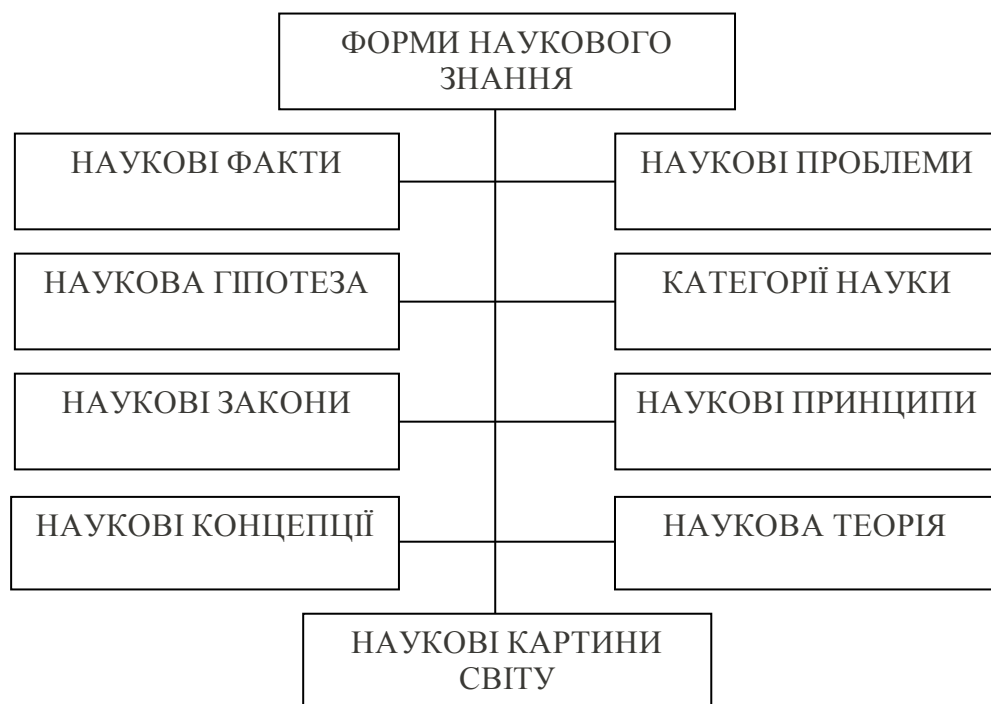 ФОРМИ НАУКОВОГО
ЗНАННЯ
НАУКОВІ ФАКТИ
НАУКОВІ ПРОБЛЕМИ
НАУКОВА ГІПОТЕЗА
КАТЕГОРІЇ НАУКИ
НАУКОВІ ЗАКОНИ
НАУКОВІ ПРИНЦИПИ
НАУКОВІ КОНЦЕПЦІЇ
НАУКОВА ТЕОРІЯ
НАУКОВІ КАРТИНИ
СВІТУ